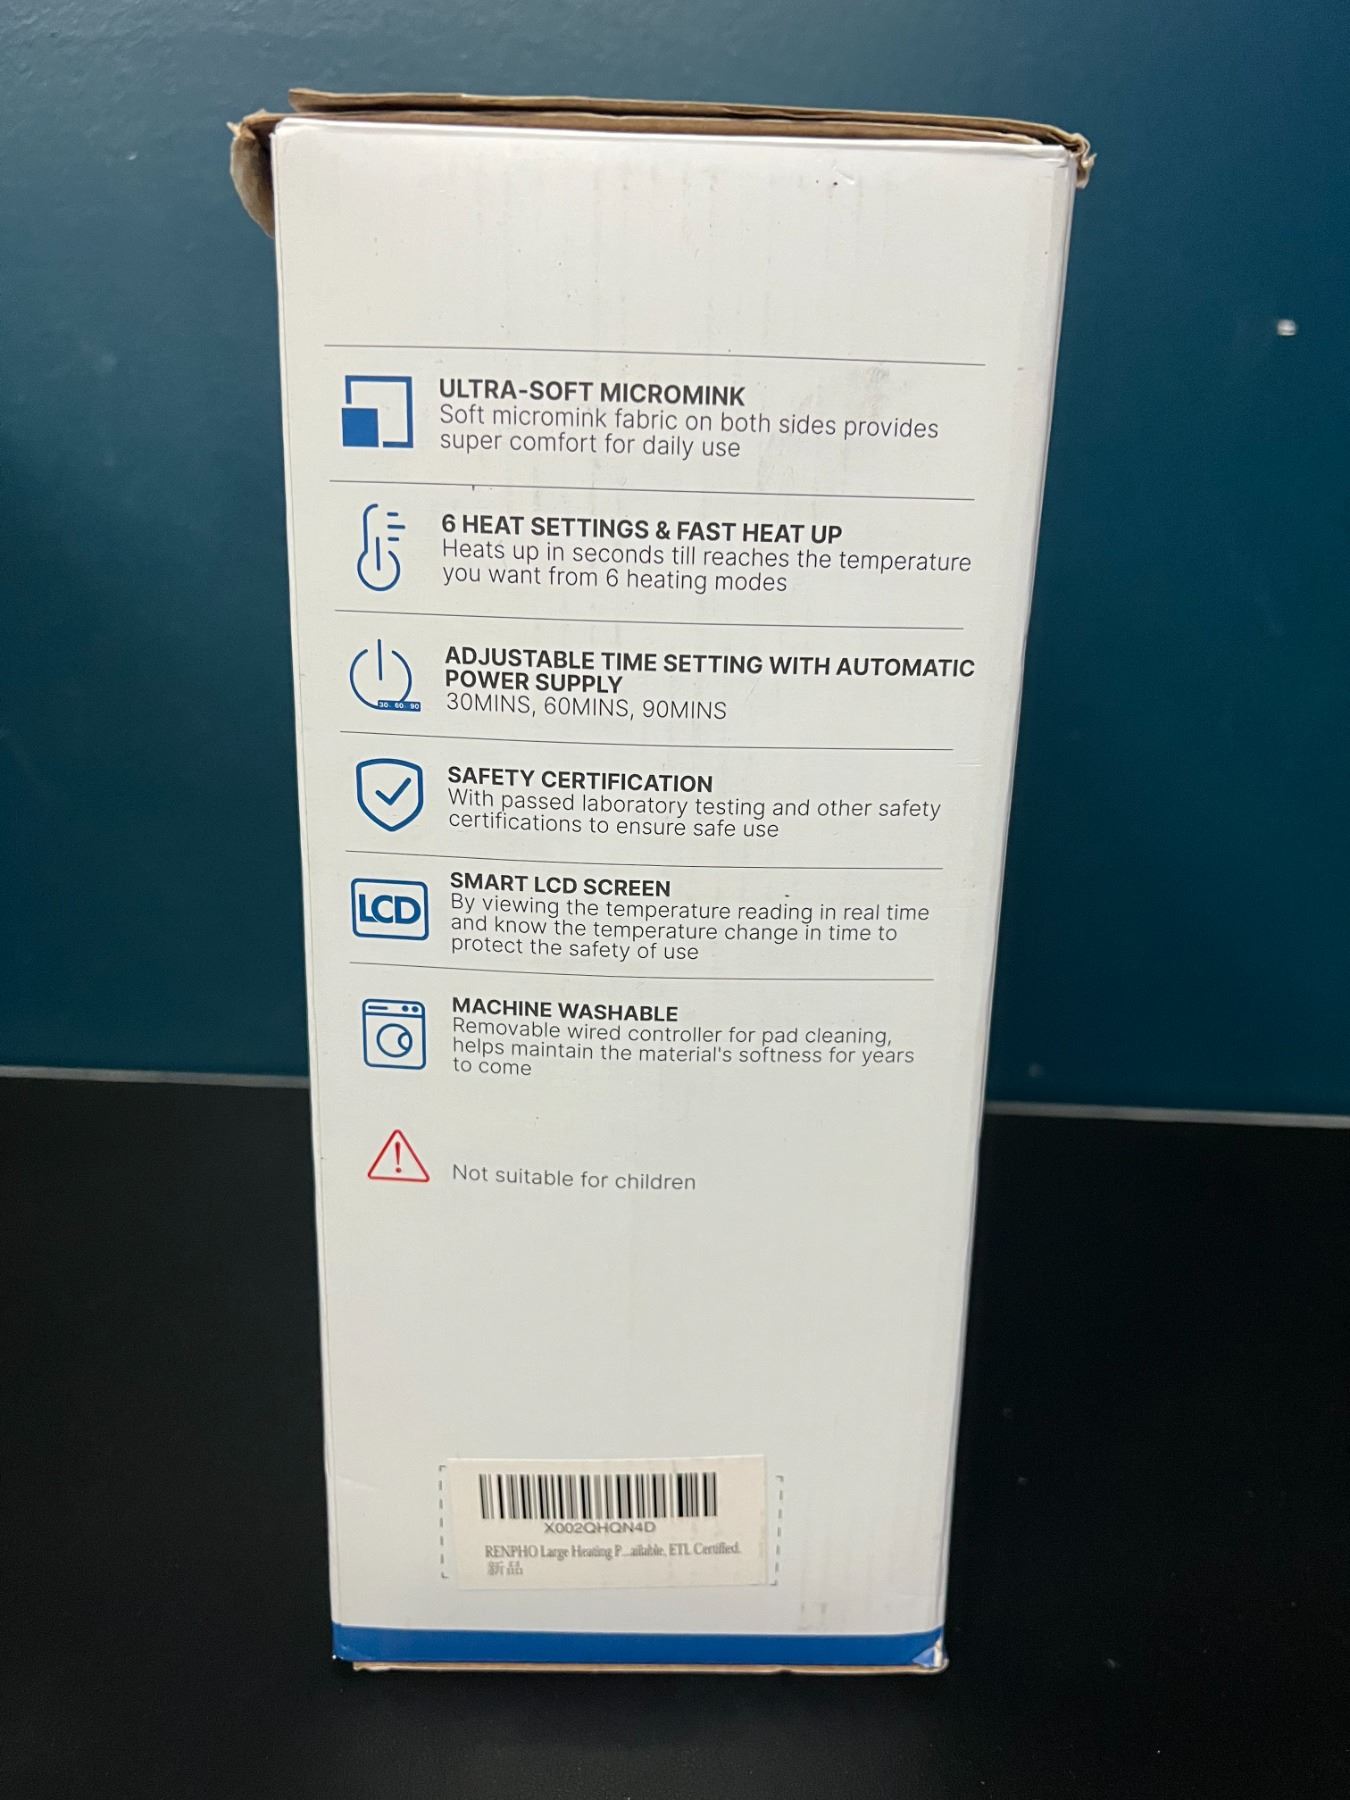 ULTRA-SOFT MICROMINK
Soft micromink fabric on both sides provides
super comfort for daily use
6 HEAT SETTINGS & FAST HEAT UP
Heats up in seconds till reaches the temperature
you want from 6 heating modes
ADJUSTABLE TIME SETTING WITH AUTOMATIC
POWER SUPPLY
30 60 90
30MINS, 60MINS, 90MINS
SAFETY CERTIFICATION
With passed laboratory testing and other safety
certifications to ensure safe use
LCD
SMART LCD SCREEN
By viewing the temperature reading in real time
and know the temperature change in time to
protect the safety of use
MACHINE WASHABLE
Removable wired controller for pad cleaning,
helps maintain the material's softness for years
to come
Not suitable for children
X002QHQN4D
RENPHO Large Heating P...ailable, ETL Certified.
新品